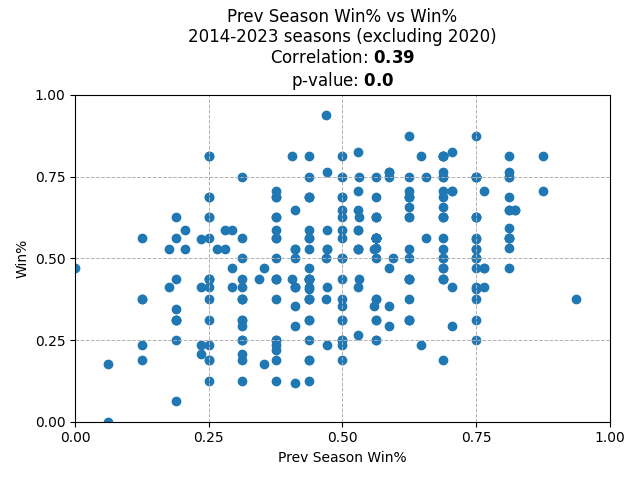 Prev Season Win% vs Win%
2014-2023 seasons (excluding 2020)
Correlation: 0.39
p-value: 0.0
1.00
0.75
0.50
0.25
0.00
Win%
0.00 0.25 0.50 0.75 1.00
Prev Season Win%